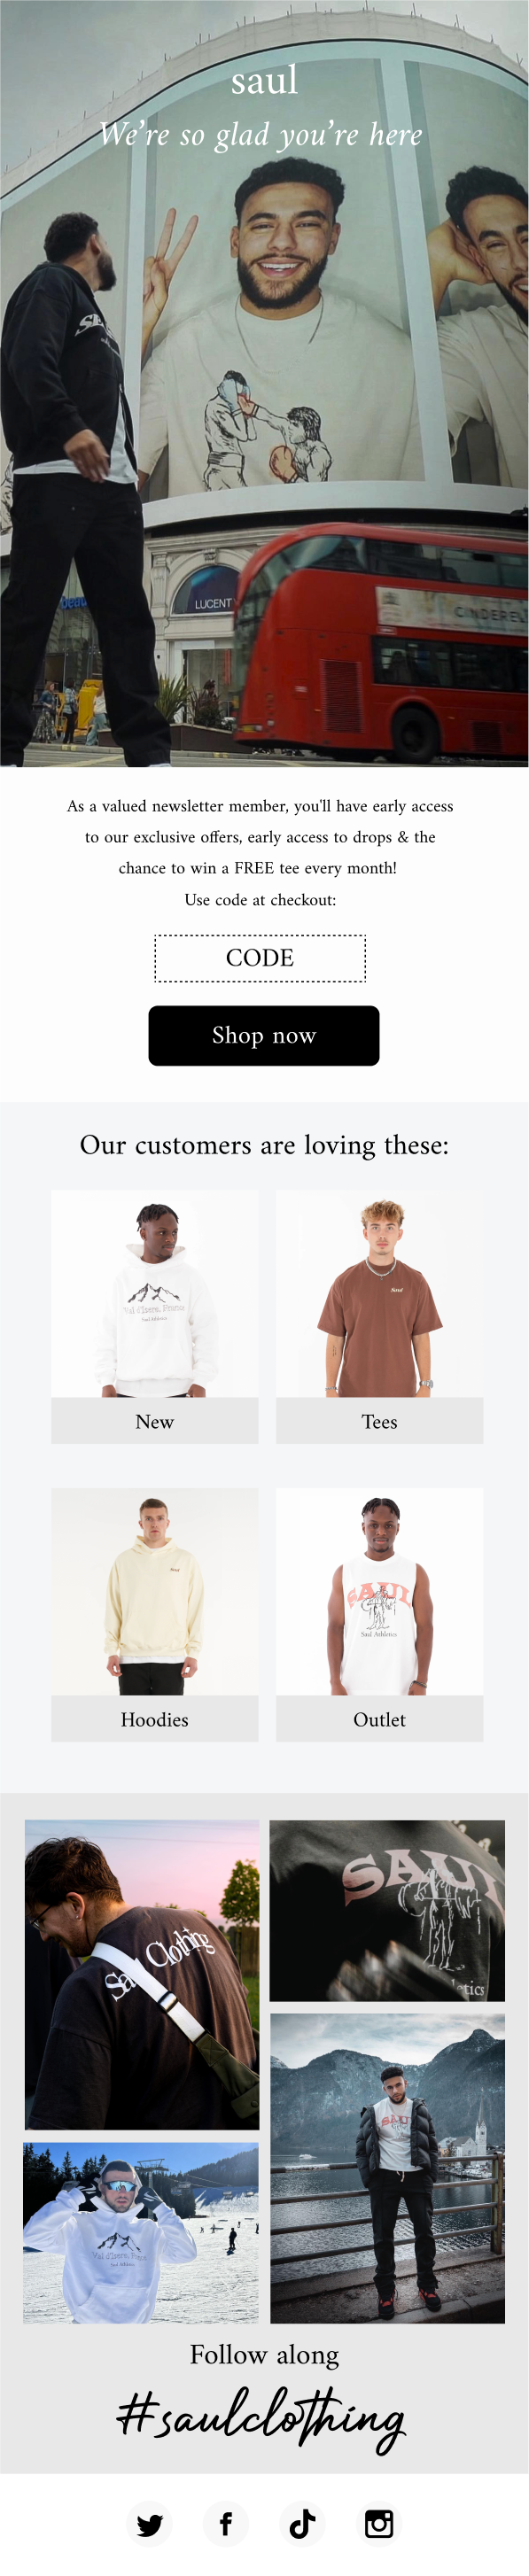 saul
We're so glad you're here
LUCENT
CINDEREL
As a valued newsletter member, you'll have early access
to our exclusive offers, early access to drops & the
chance to win a FREE tee every month!
Use code at checkout:
CODE
Shop now
Our customers are loving these:
Val d'Isere, France
Saul Athletics
Saul
New
Tees
Saul
SAUL
Saul Athletics
Hoodies
Outlet
Saul Clothing
SAUL
etics
SAUL
Val d'Isere, France
Saul Athletics
Follow along
#saulclothing